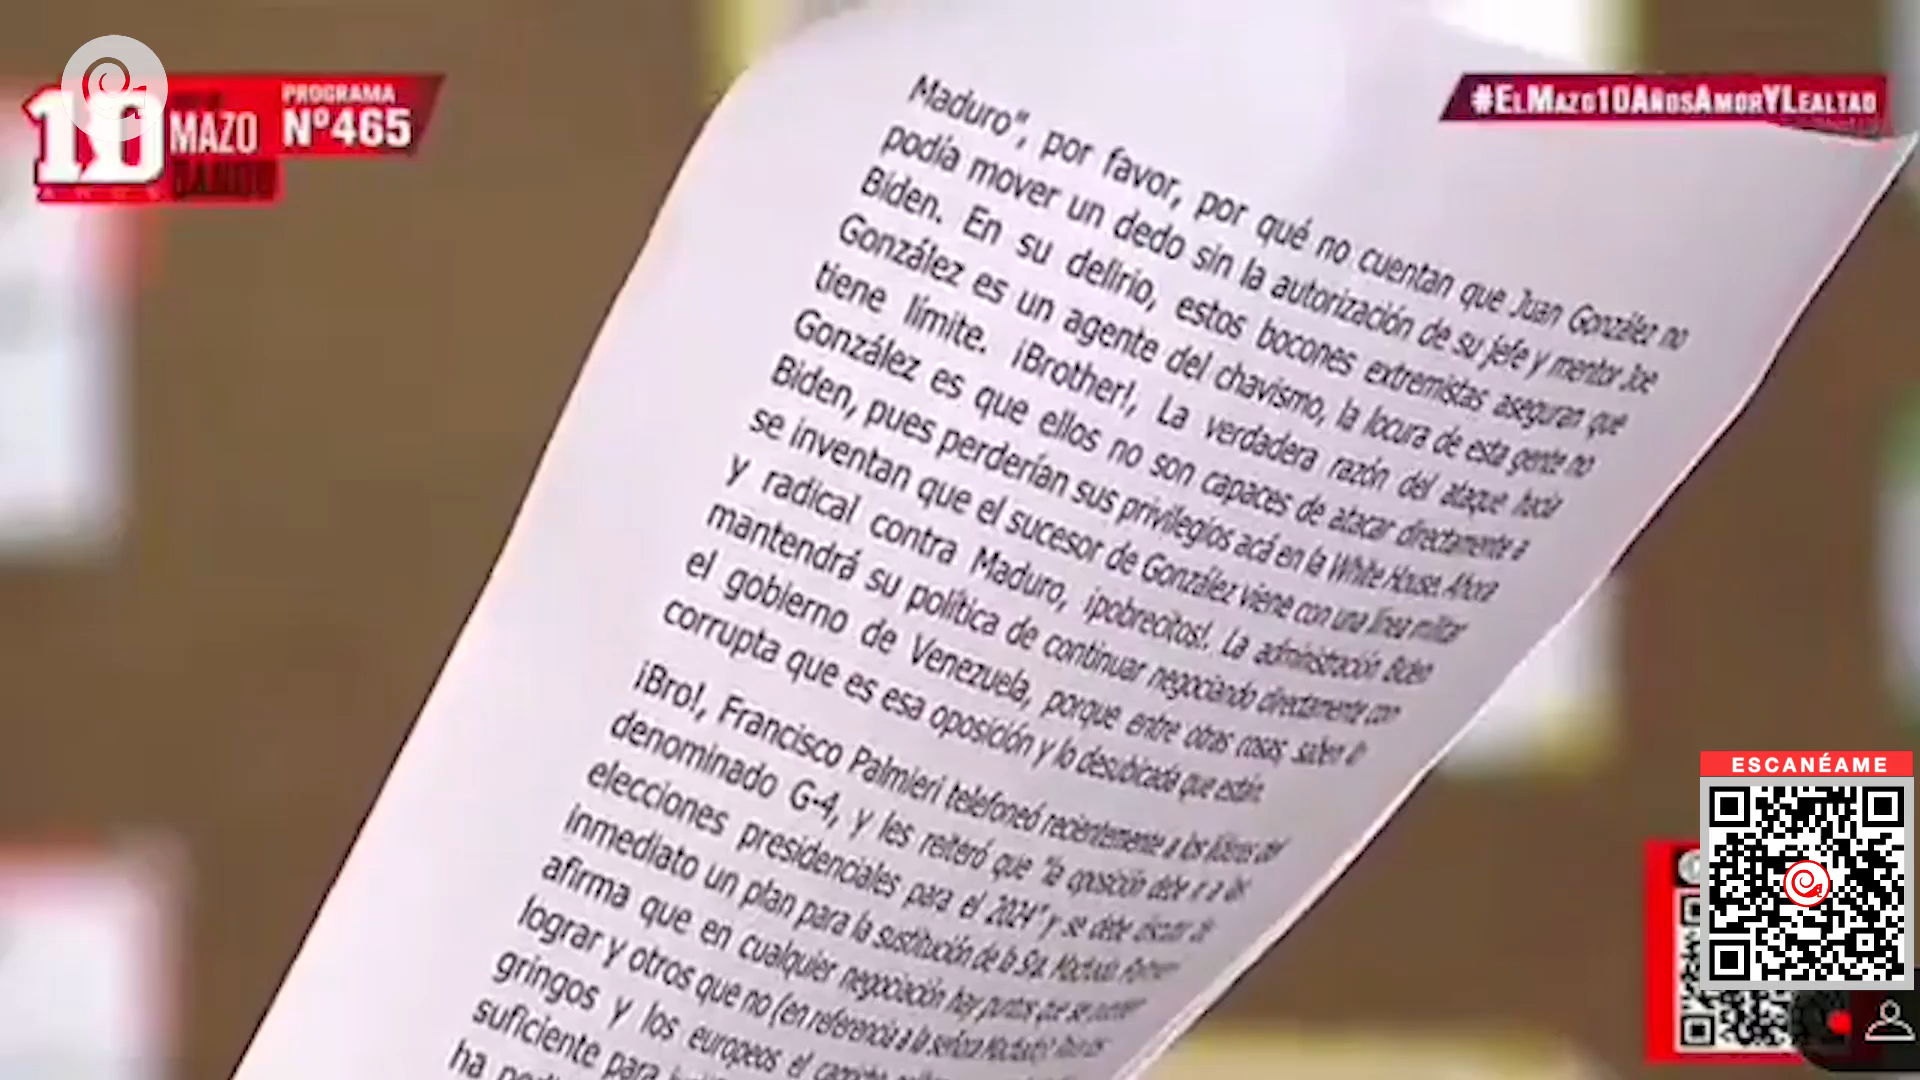 10
MAZO
DANDO
PROGRAMA
Nº465
#ELMAZO10AÑOSAMORYLEALTAD
Maduro", por favor, por qué no cuentan que Juan González no
podía mover un dedo sin la autorización de su jefe y mentor Joe
Biden. En su delirio, estos bocones extremistas aseguran que
González es un agente del chavismo, la locura de esta gente no
tiene límite. ¡Brother!, La verdadera razón del ataque hacia
González es que ellos no son capaces de atacar directamente a
Biden, pues perderían sus privilegios acá en la White House. Ahora
se inventan que el sucesor de González viene con una línea militar
y radical contra Maduro, ¡pobrecitos!. La administración Biden
mantendrá su política de continuar negociando directamente con
el gobierno de Venezuela, porque entre otras cosas, saben lo
corrupta que es esa oposición y lo desubicada que están.
¡Bro!, Francisco Palmieri telefoneó recientemente a los líderes del
denominado G-4, y les reiteró que "la oposición debe ir a las
elecciones presidenciales para el 2024" y se debe discutir de
inmediato un plan para la sustitución de la Sra. Machado. Palmieri
afirma que en cualquier negociación hay puntos que se pueden
lograr y otros que no (en referencia a la señora Machado).
gringos y los europeos el
suficiente para
ha
ESCANÉAME